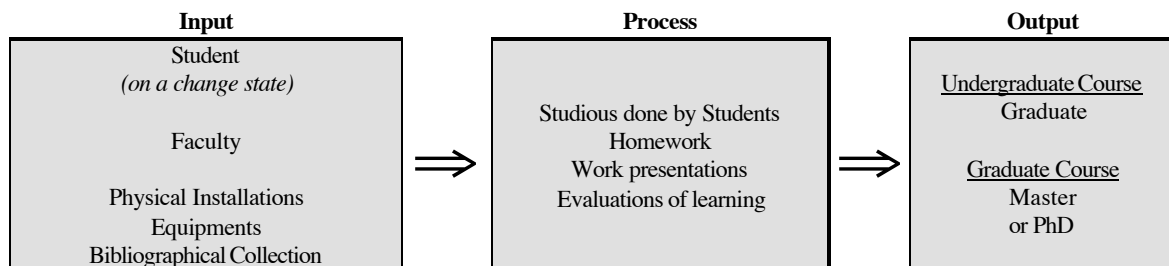 Input
Student
(on a change state)
Faculty
Physical Installations
Equipments
Bibliographical Collection
Process
Studious done by Students
Homework
Work presentations
Evaluations of learning
Output
Undergraduate Course
Graduate
Graduate Course
Master
or PhD